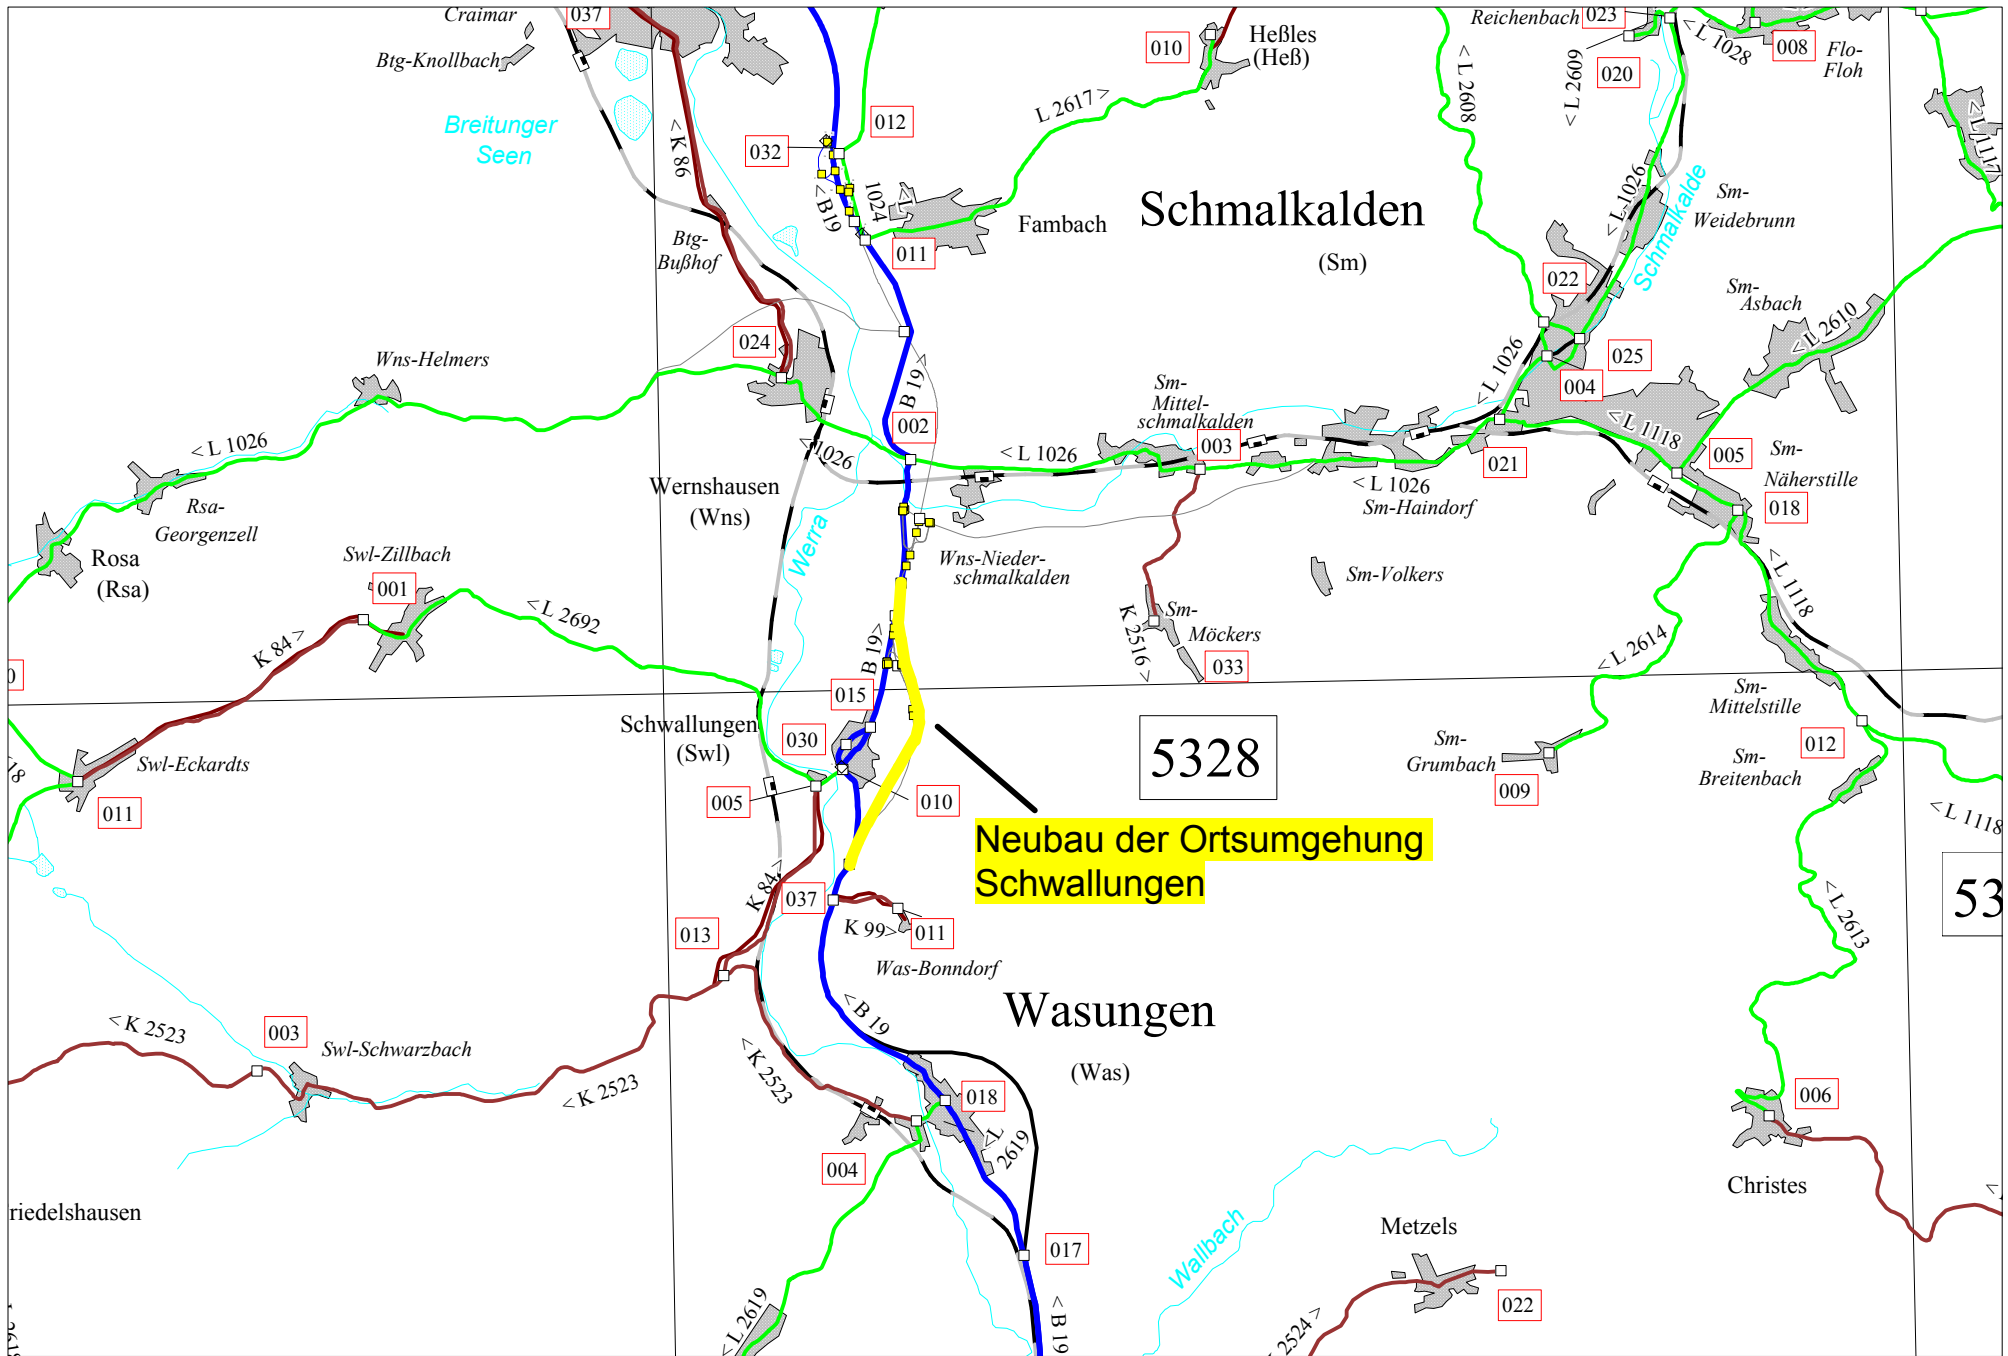 Craimar
037
Btg-Knollbach
Breitunger
Seen
< K 86
032
012
< B19
1024
< L
L 2617 >
010
Heßles
(Heß)
Fambach
011
Schmalkalden
(Sm)
< L 2608
Reichenbach
023
< L 2609
020
< L 1028
008
Flo-
Floh
< L 1117
< L 1026
Schmalkalde
Sm-
Weidebrunn
022
Sm-
Asbach
< L 2610
Btg-
Bußhof
024
Wns-Helmers
B 19 >
002
Sm-
Mittel-
schmalkalden
003
< L 1026
025
004
< L 1118
005
Sm-
Näherstille
018
021
< L 1026
< L 1026
< L 1026
Rsa-
Georgenzell
Wernshausen
(Wns)
< 1026
Sm-Haindorf
Rosa
(Rsa)
Swl-Zillbach
001
Werra
Wns-Nieder-
schmalkalden
Sm-Volkers
< L 1118
< L 2692
K 84 >
B 19 >
Sm-
Möckers
033
K 2516 >
< L 2614
0
015
Schwallungen
(Swl)
030
5328
Sm-
Mittelstille
012
Sm-
Grumbach
009
Sm-
Breitenbach
18
Swl-Eckardts
011
005
010
Neubau der Ortsumgehung
Schwallungen
< L 1118
53
K 84 >
037
013
K 99 >
011
Was-Bonndorf
< L 2613
Wasungen
(Was)
< B 19
< K 2523
003
Swl-Schwarzbach
< K 2523
< K 2523
018
< L
2619
004
006
Christes
riedelshausen
Wallbach
Metzels
017
022
< L 2619
< B 19
2524 >